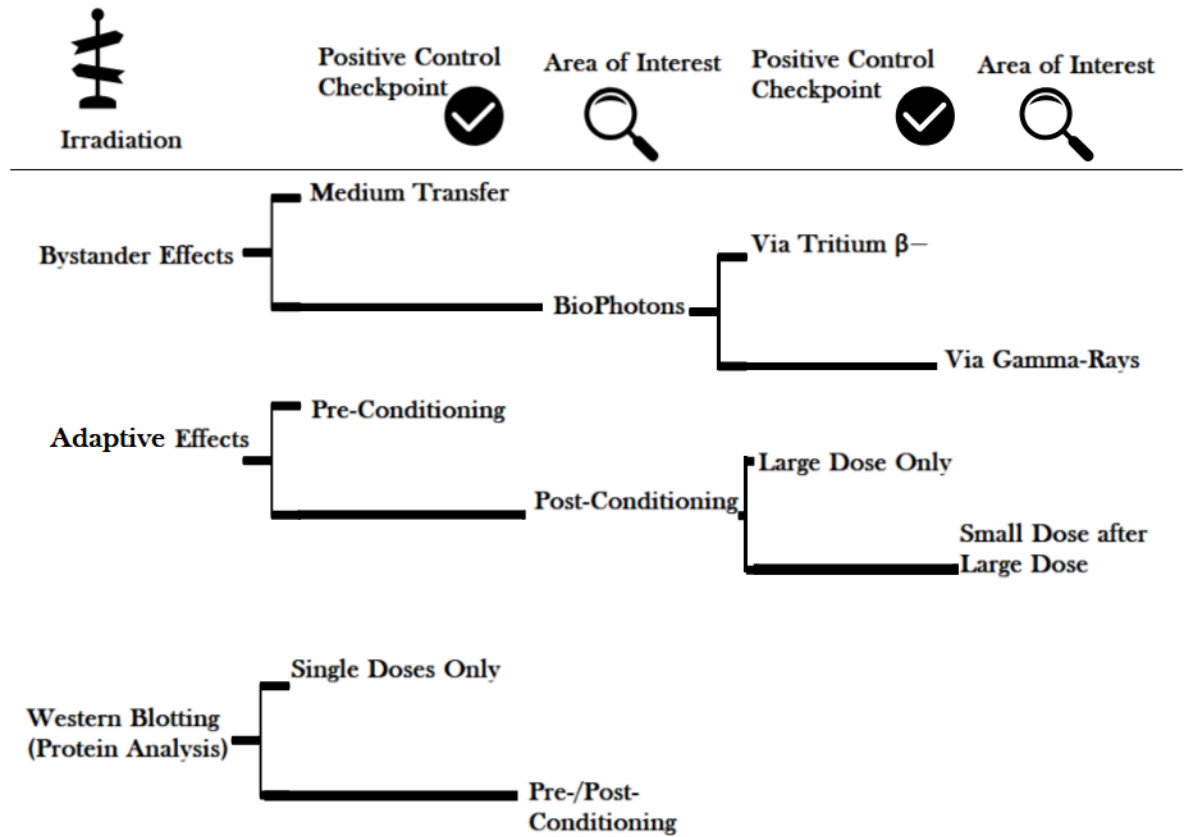 Irradiation
Positive Control
Checkpoint
Area of Interest
Positive Control
Checkpoint
Area of Interest
Bystander Effects
Medium Transfer
BioPhotons
Via Tritium β−
Via Gamma-Rays
Adaptive Effects
Pre-Conditioning
Post-Conditioning
Large Dose Only
Small Dose after
Large Dose
Western Blotting
(Protein Analysis)
Single Doses Only
Pre-/Post-
Conditioning